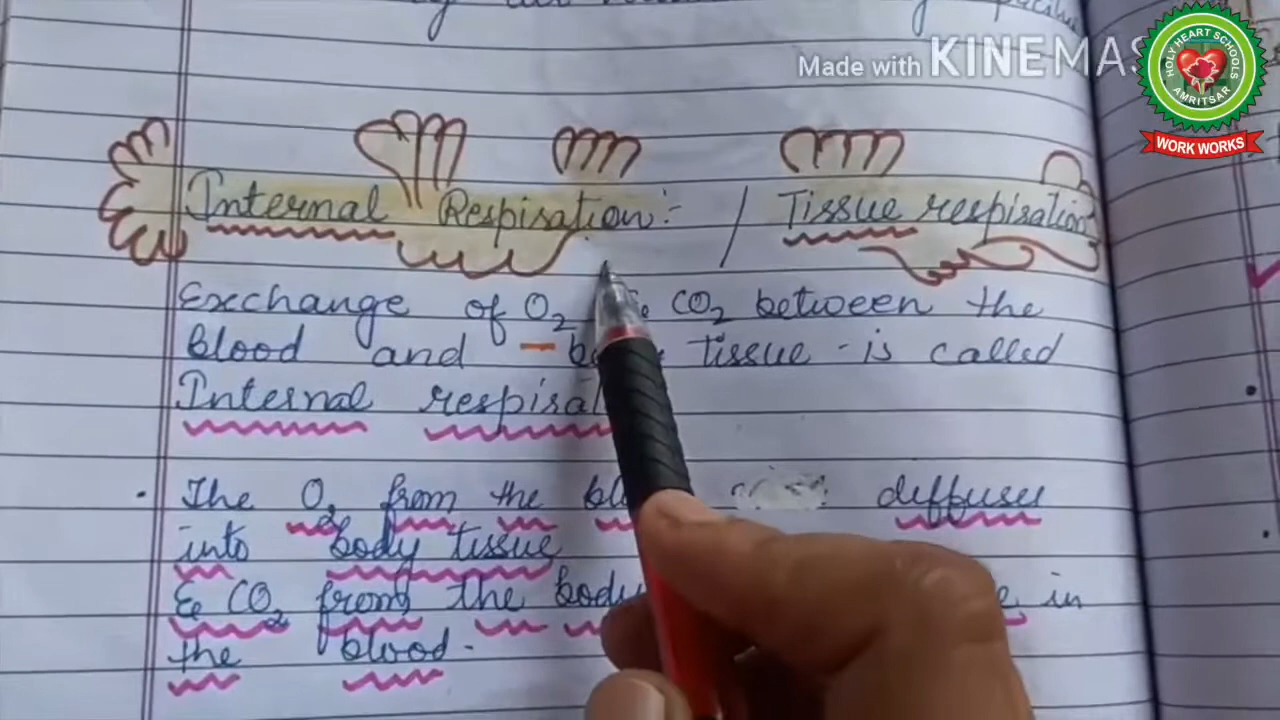 Made with KINEMAS
HOLY HEART SCHOOLS
AMRITSAR
WORK WORKS
Internal Respiration :- / Tissue respiration
Exchange of O₂ & CO₂ between the
blood and - tissue - is called
Internal
The O₂ from the diffuses
into body tissue
& CO₂ from the body in
the blood.